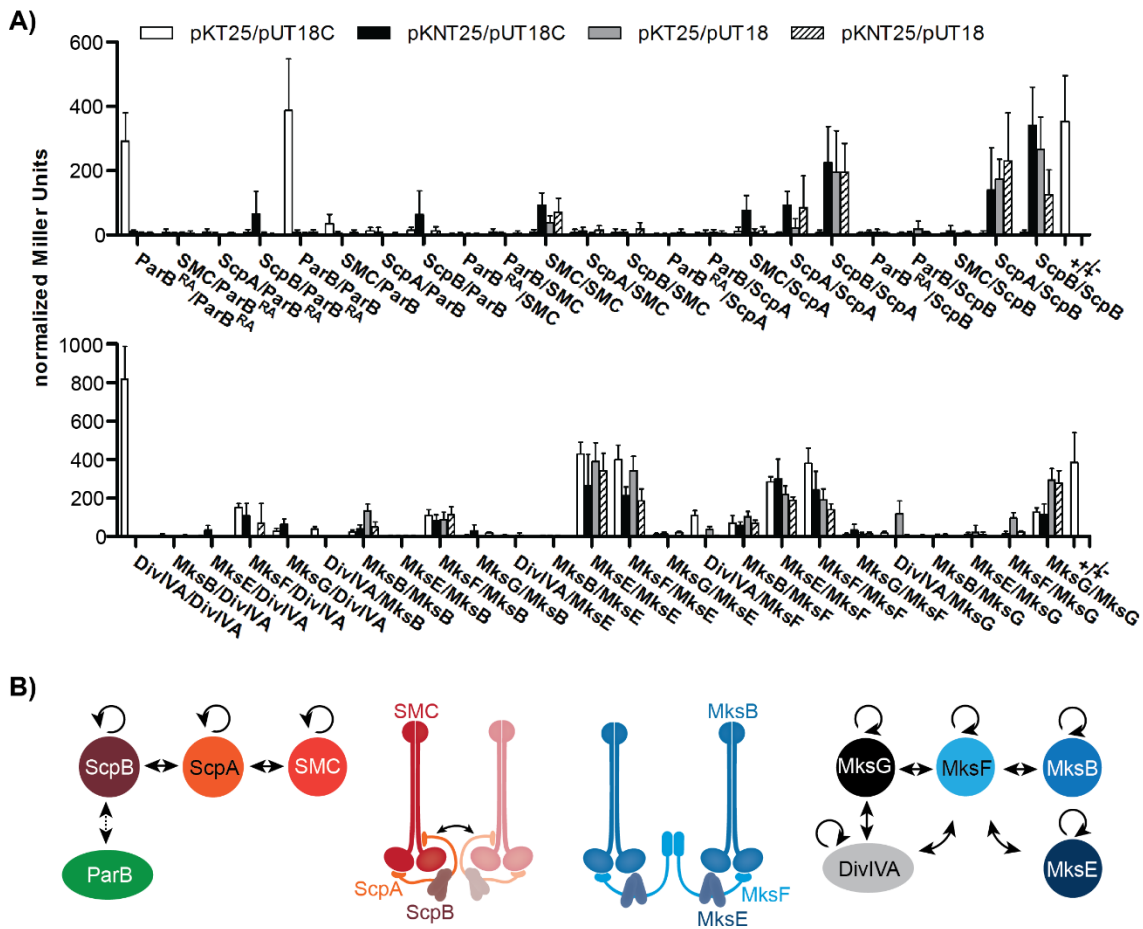 A)
pKT25/pUT18C pKNT25/pUT18C pKT25/pUT18 pKNT25/pUT18
normalized Miller Units
600
400
200
0
ParB^RA/ParB^RA
SMC/ParB^RA
ScpA/ParB^RA
ScpB/ParB^RA
ParB/ParB
SMC/ParB
ScpA/ParB
ScpB/ParB
ParB^RA/SMC
ParB/SMC
SMC/SMC
ScpA/SMC
ScpB/SMC
ParB^RA/ScpA
ParB/ScpA
SMC/ScpA
ScpA/ScpA
ScpB/ScpA
ParB^RA/ScpB
ParB/ScpB
SMC/ScpB
ScpA/ScpB
ScpB/ScpB
+/+
-/-
1000
800
600
400
200
0
DivIVA/DivIVA
MksB/DivIVA
MksE/DivIVA
MksF/DivIVA
MksG/DivIVA
DivIVA/MksB
MksB/MksB
MksE/MksB
MksF/MksB
MksG/MksB
DivIVA/MksE
MksB/MksE
MksE/MksE
MksF/MksE
MksG/MksE
DivIVA/MksF
MksB/MksF
MksE/MksF
MksF/MksF
MksG/MksF
DivIVA/MksG
MksB/MksG
MksE/MksG
MksF/MksG
MksG/MksG
+/+
-/-
B)
ScpB ScpA SMC
ParB
SMC
ScpA
ScpB
MksB
MksF
MksE
MksG MksF MksB
DivIVA
MksE